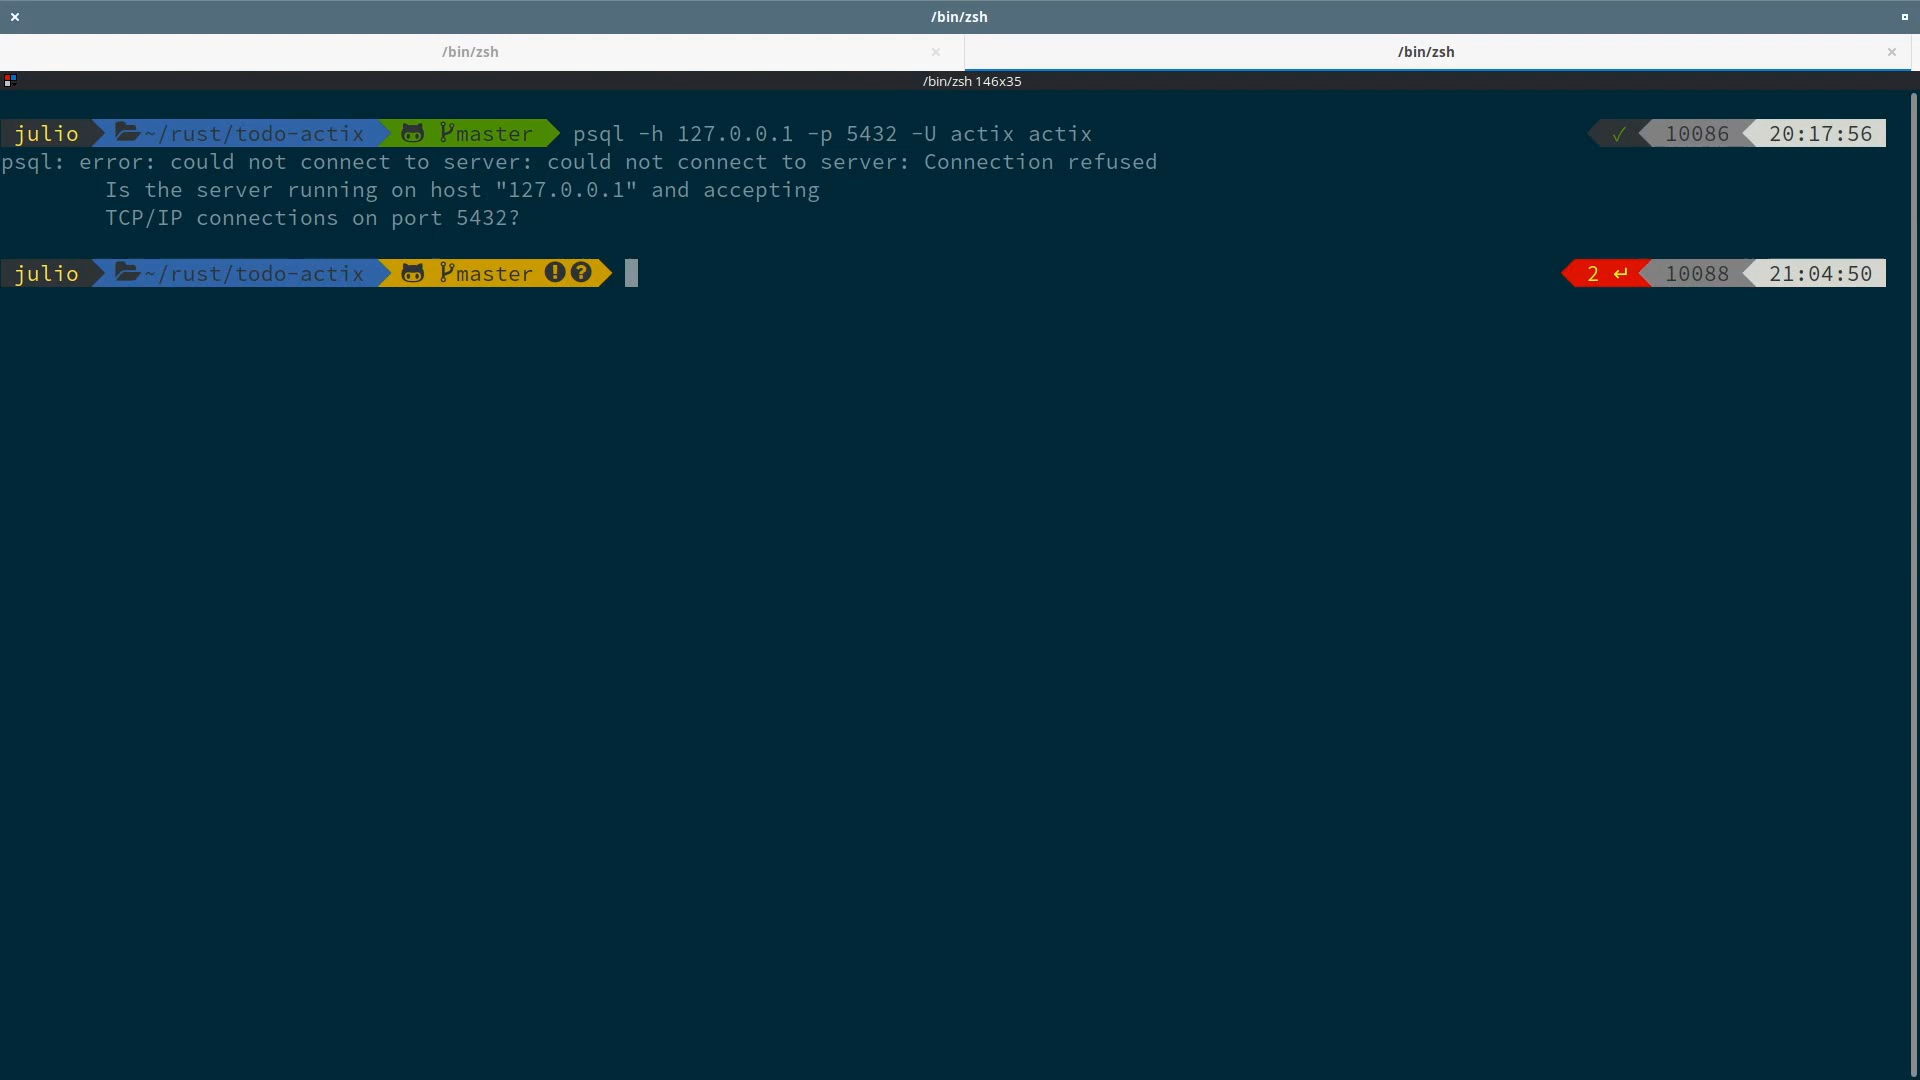 /bin/zsh
/bin/zsh /bin/zsh
/bin/zsh 146x35
julio ~/rust/todo-actix master psql -h 127.0.0.1 -p 5432 -U actix actix ✓ 10086 20:17:56
psql: error: could not connect to server: could not connect to server: Connection refused
Is the server running on host "127.0.0.1" and accepting
TCP/IP connections on port 5432?
julio ~/rust/todo-actix master ! ? 2 ↵ 10088 21:04:50